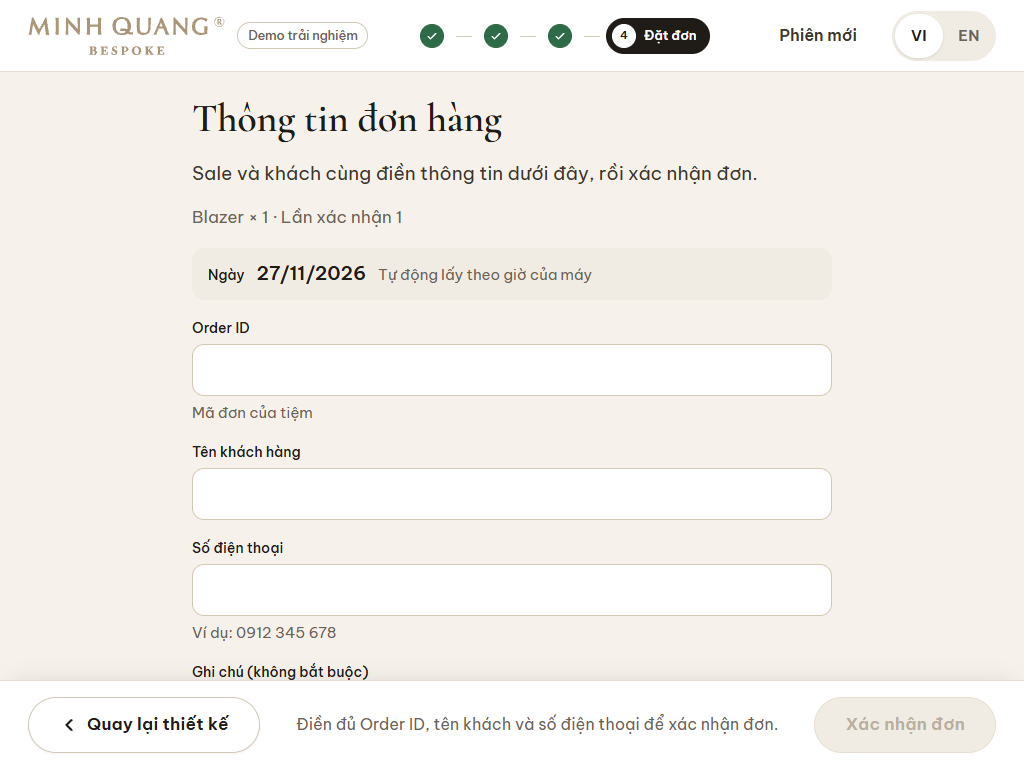 MINH QUANG®
BESPOKE
Demo trải nghiệm
4 Đặt đơn
Phiên mới
VI
EN
Thông tin đơn hàng
Sale và khách cùng điền thông tin dưới đây, rồi xác nhận đơn.
Blazer × 1 · Lần xác nhận 1
Ngày 27/11/2026 Tự động lấy theo giờ của máy
Order ID
Mã đơn của tiệm
Tên khách hàng
Số điện thoại
Ví dụ: 0912 345 678
Ghi chú (không bắt buộc)
Quay lại thiết kế
Điền đủ Order ID, tên khách và số điện thoại để xác nhận đơn.
Xác nhận đơn